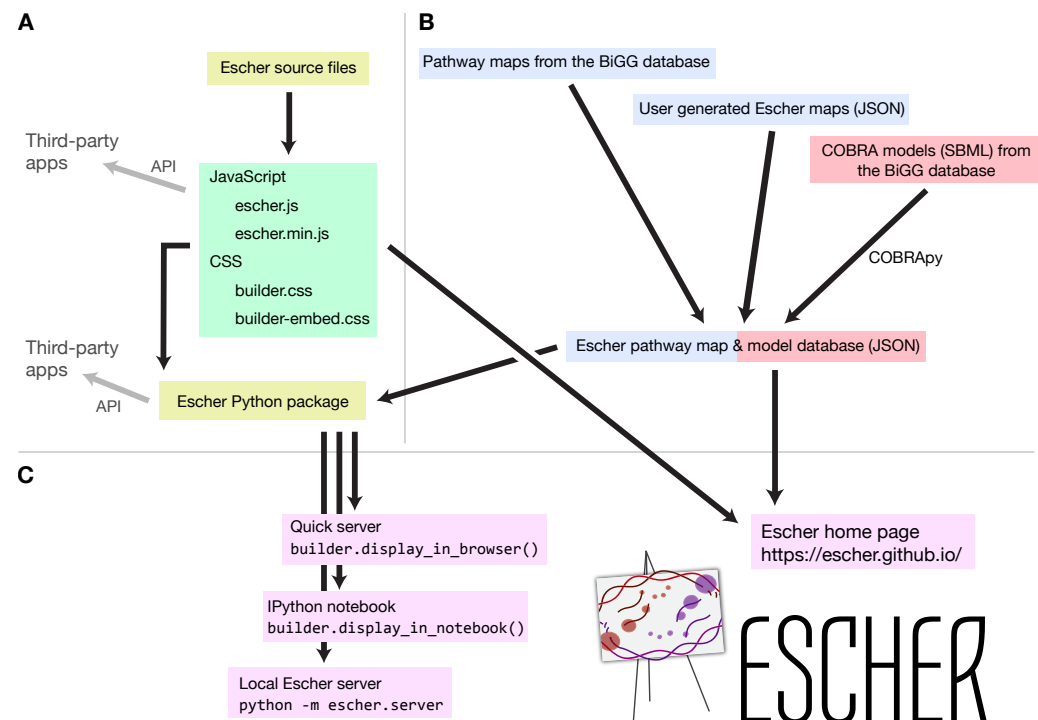 A
Escher source files
Third-party
apps
API
JavaScript
escher.js
escher.min.js
CSS
builder.css
builder-embed.css
Third-party
apps
API
Escher Python package
B
Pathway maps from the BiGG database
User generated Escher maps (JSON)
COBRA models (SBML) from
the BiGG database
COBRApy
Escher pathway map & model database (JSON)
C
Quick server
builder.display_in_browser()
IPython notebook
builder.display_in_notebook()
Local Escher server
python -m escher.server
Escher home page
https://escher.github.io/
ESCHER